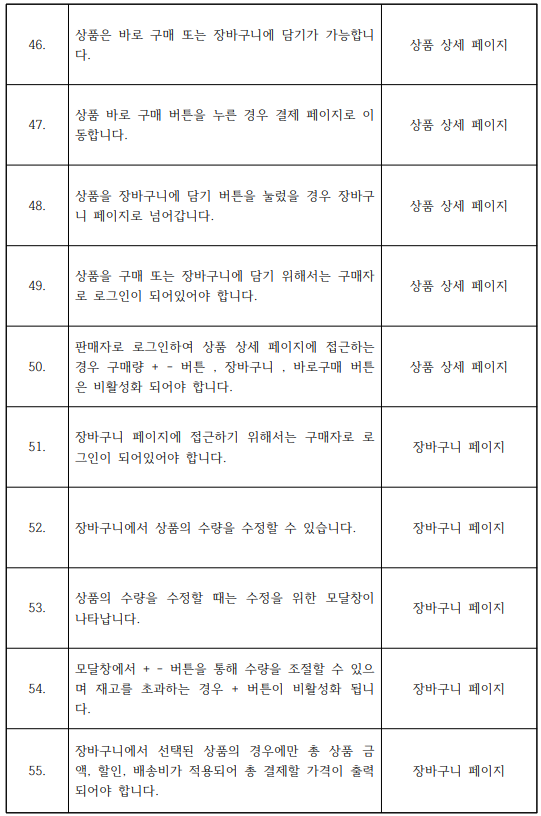 46.
상품은 바로 구매 또는 장바구니에 담기가 가능합니
다.
상품 상세 페이지
47.
상품 바로 구매 버튼을 누른 경우 결제 페이지로 이
동합니다.
상품 상세 페이지
48.
상품을 장바구니에 담기 버튼을 눌렀을 경우 장바구
니 페이지로 넘어갑니다.
상품 상세 페이지
49.
상품을 구매 또는 장바구니에 담기 위해서는 구매자
로 로그인이 되어있어야 합니다.
상품 상세 페이지
50.
판매자로 로그인하여 상품 상세 페이지에 접근하는
경우 구매량 + - 버튼 , 장바구니 , 바로구매 버튼
은 비활성화 되어야 합니다.
상품 상세 페이지
51.
장바구니 페이지에 접근하기 위해서는 구매자로 로
그인이 되어있어야 합니다.
장바구니 페이지
52.
장바구니에서 상품의 수량을 수정할 수 있습니다.
장바구니 페이지
53.
상품의 수량을 수정할 때는 수정을 위한 모달창이
나타납니다.
장바구니 페이지
54.
모달창에서 + - 버튼을 통해 수량을 조절할 수 있으
며 재고를 초과하는 경우 + 버튼이 비활성화 됩니
다.
장바구니 페이지
55.
장바구니에서 선택된 상품의 경우에만 총 상품 금
액, 할인, 배송비가 적용되어 총 결제할 가격이 출력
되어야 합니다.
장바구니 페이지